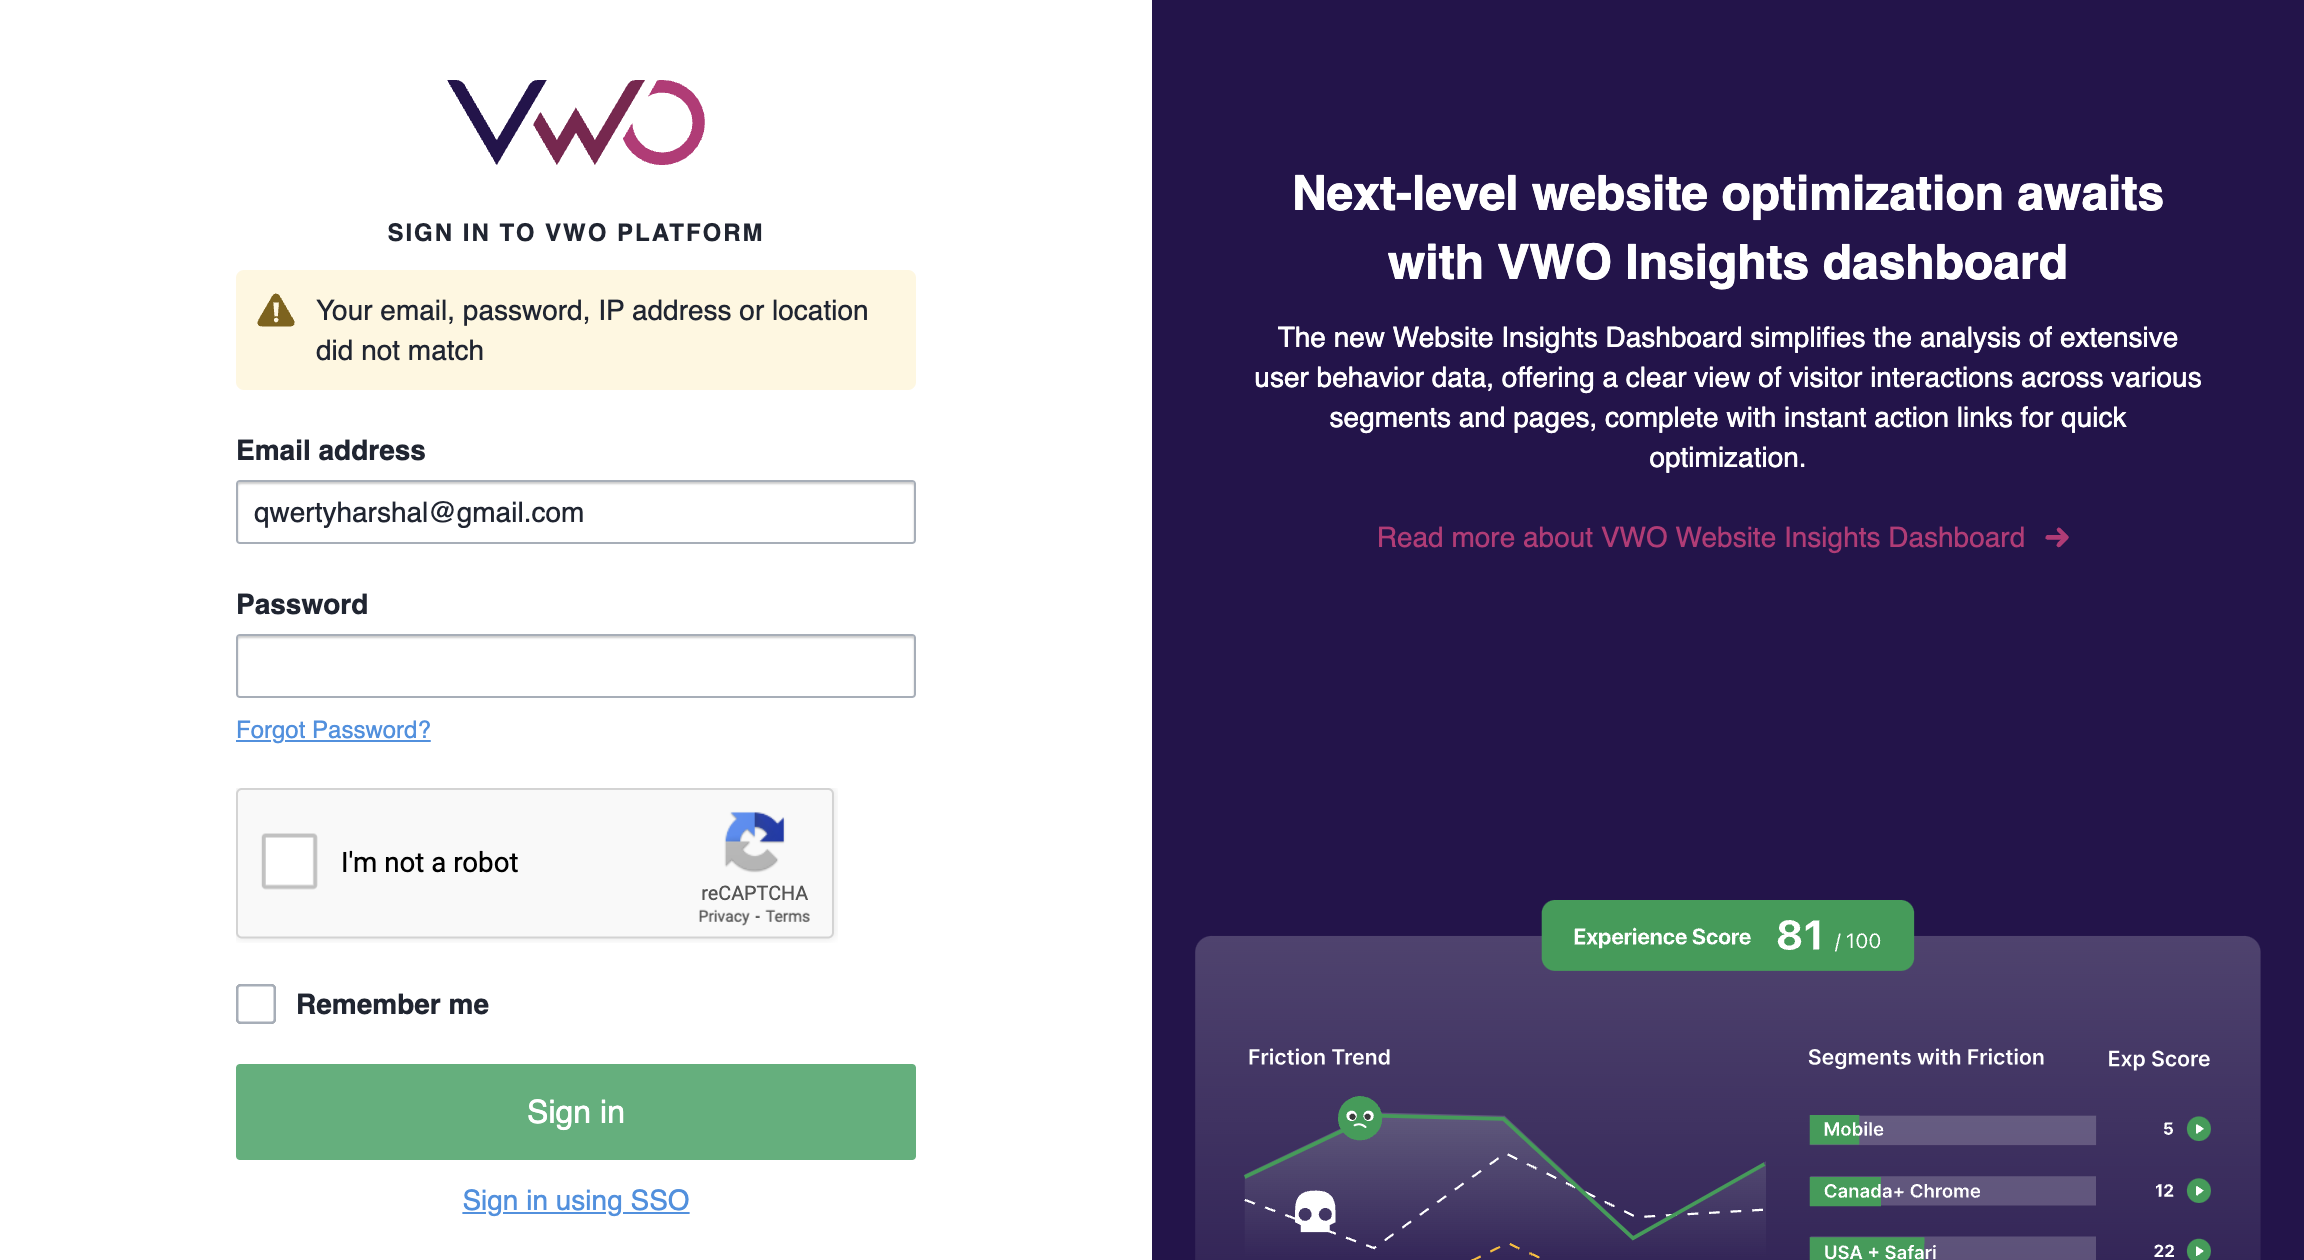 VWO
SIGN IN TO VWO PLATFORM
Your email, password, IP address or location
did not match
Email address
qwertyharshal@gmail.com
Password
Forgot Password?
I'm not a robot
reCAPTCHA
Privacy - Terms
Remember me
Sign in
Sign in using SSO
Next-level website optimization awaits
with VWO Insights dashboard
The new Website Insights Dashboard simplifies the analysis of extensive
user behavior data, offering a clear view of visitor interactions across various
segments and pages, complete with instant action links for quick
optimization.
Read more about VWO Website Insights Dashboard
Experience Score 81 / 100
Friction Trend
Segments with Friction Exp Score
Mobile 5
Canada+ Chrome 12
USA + Safari 22